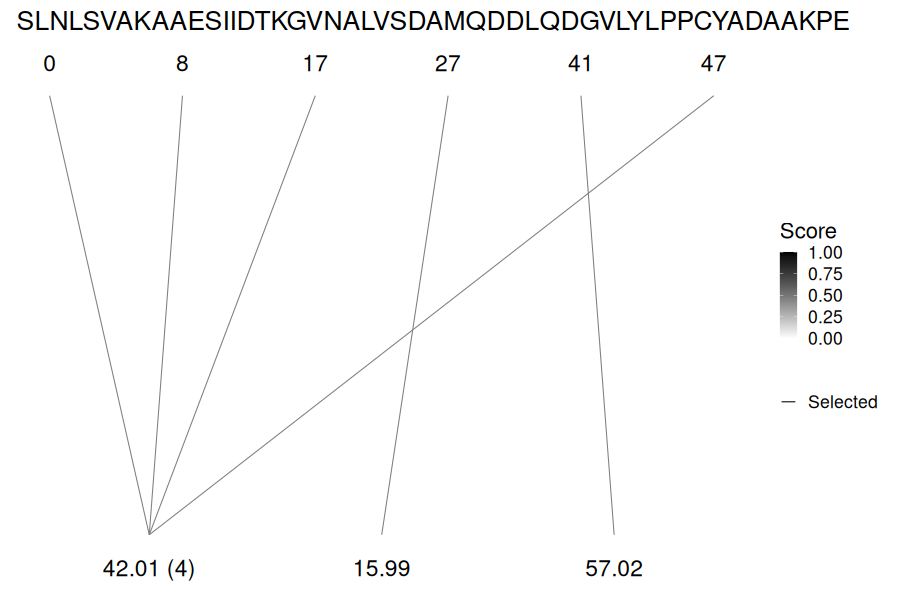 SLNLSVAKAAESIIDTKGVNALVSDAMQDDLQDGVLYLPPCYADAAKPE
0 8 17 27 41 47
Score
1.00
0.75
0.50
0.25
0.00
Selected
42.01 (4) 15.99 57.02